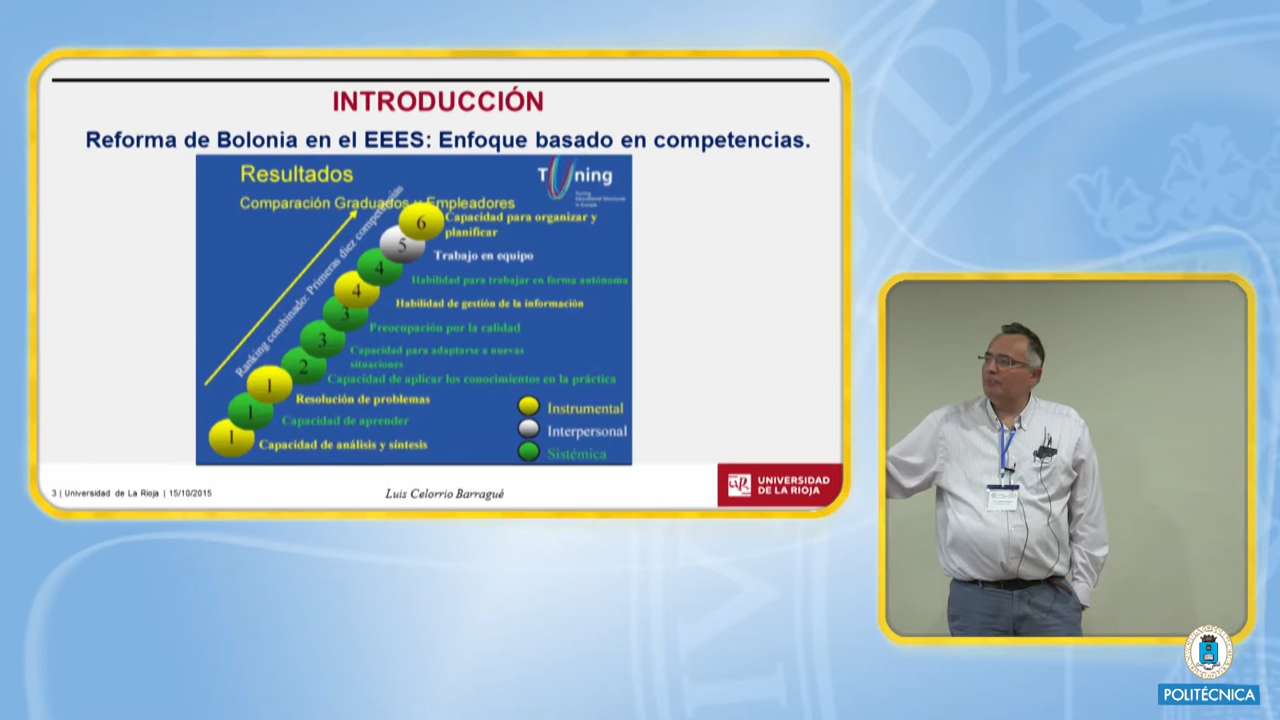 INTRODUCCIÓN
Reforma de Bolonia en el EEES: Enfoque basado en competencias.
Resultados
Tuning
Comparación Graduados y Empleadores
Ranking combinado: Primeras diez competencias
6
Capacidad para organizar y
planificar
5
Trabajo en equipo
4
Habilidad para trabajar en forma autónoma
4
Habilidad de gestión de la información
3
Preocupación por la calidad
3
Capacidad para adaptarse a nuevas
situaciones
2
Capacidad de aplicar los conocimientos en la práctica
1
Resolución de problemas
1
Capacidad de aprender
1
Capacidad de análisis y síntesis
Instrumental
Interpersonal
Sistémica
3 | Universidad de La Rioja | 15/10/2015
Luis Celorrio Barragué
UNIVERSIDAD
DE LA RIOJA
POLITÉCNICA